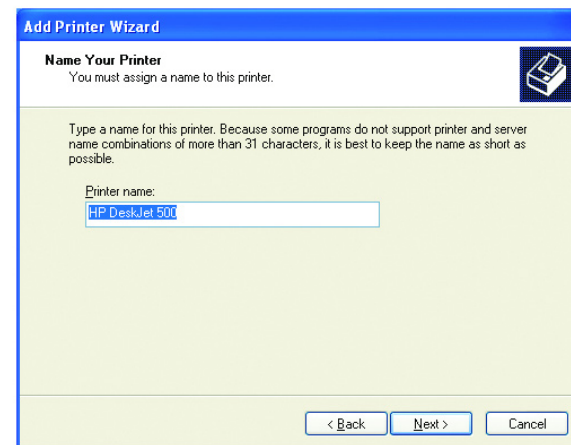 Add Printer Wizard
Name Your Printer
You must assign a name to this printer.
Type a name for this printer. Because some programs do not support printer and server
name combinations of more than 31 characters, it is best to keep the name as short as
possible.
Printer name:
HP DeskJet 500
< Back Next > Cancel